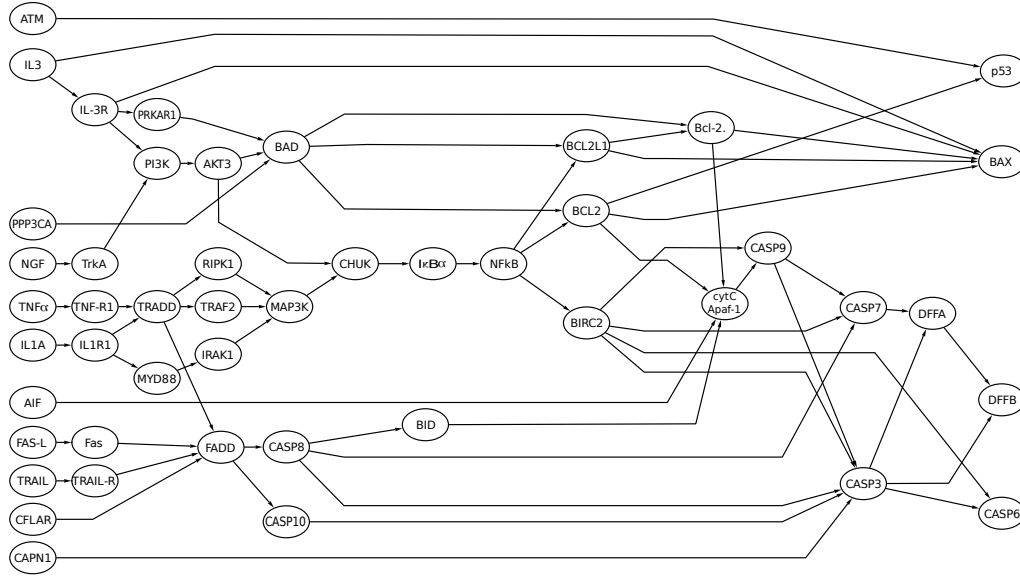 ATM
IL3
p53
IL-3R
PRKAR1
Bcl-2.
BAD
BCL2L1
PI3K
AKT3
BAX
BCL2
PPP3CA
CASP9
NGF
TrkA
RIPK1
CHUK
IκBα
NFkB
cytC
Apaf-1
TNFα
TNF-R1
TRADD
TRAF2
MAP3K
CASP7
DFFA
BIRC2
IL1A
IL1R1
IRAK1
MYD88
AIF
DFFB
BID
FAS-L
Fas
FADD
CASP8
TRAIL
TRAIL-R
CASP3
CFLAR
CASP10
CASP6
CAPN1